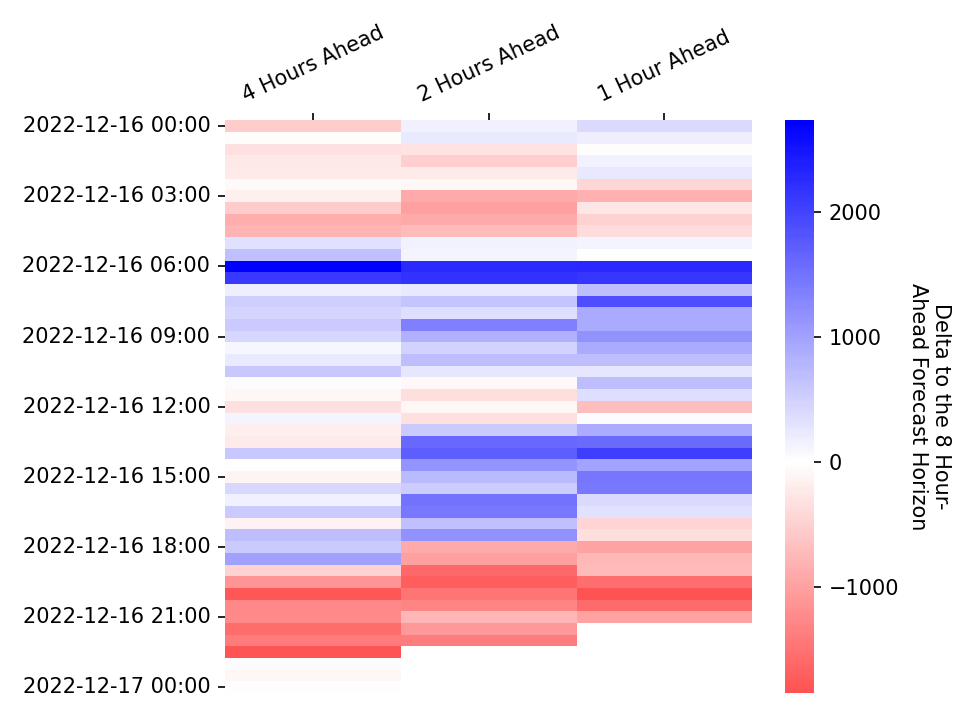 4 Hours Ahead
2 Hours Ahead
1 Hour Ahead
2022-12-16 00:00
2022-12-16 03:00
2022-12-16 06:00
2022-12-16 09:00
2022-12-16 12:00
2022-12-16 15:00
2022-12-16 18:00
2022-12-16 21:00
2022-12-17 00:00
2000
1000
0
−1000
Delta to the 8 Hour-
Ahead Forecast Horizon